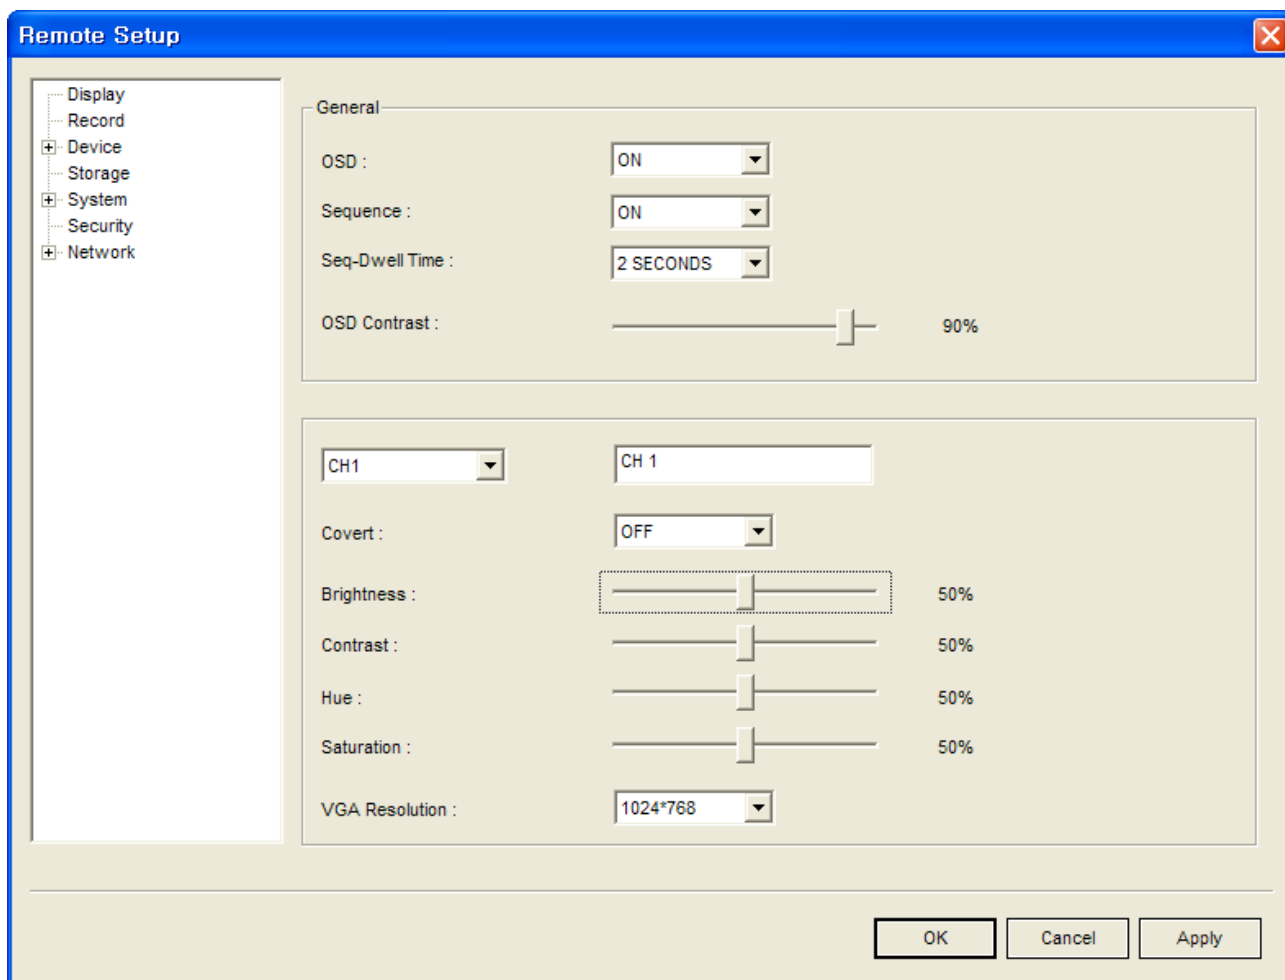 Remote Setup
Display
Record
Device
Storage
System
Security
Network
General
OSD : ON
Sequence : ON
Seq-Dwell Time : 2 SECONDS
OSD Contrast : 90%
CH1 CH 1
Covert : OFF
Brightness : 50%
Contrast : 50%
Hue : 50%
Saturation : 50%
VGA Resolution : 1024*768
OK Cancel Apply